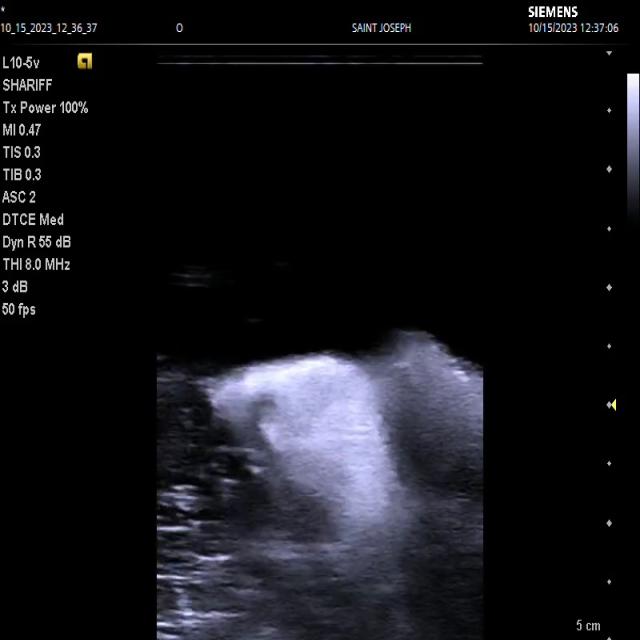 *
SIEMENS
10_15_2023_12_36_37
O
SAINT JOSEPH
10/15/2023 12:37:06
L10-5v
SHARIFF
Tx Power 100%
MI 0.47
TIS 0.3
TIB 0.3
ASC 2
DTCE Med
Dyn R 55 dB
THI 8.0 MHz
3 dB
50 fps
5 cm